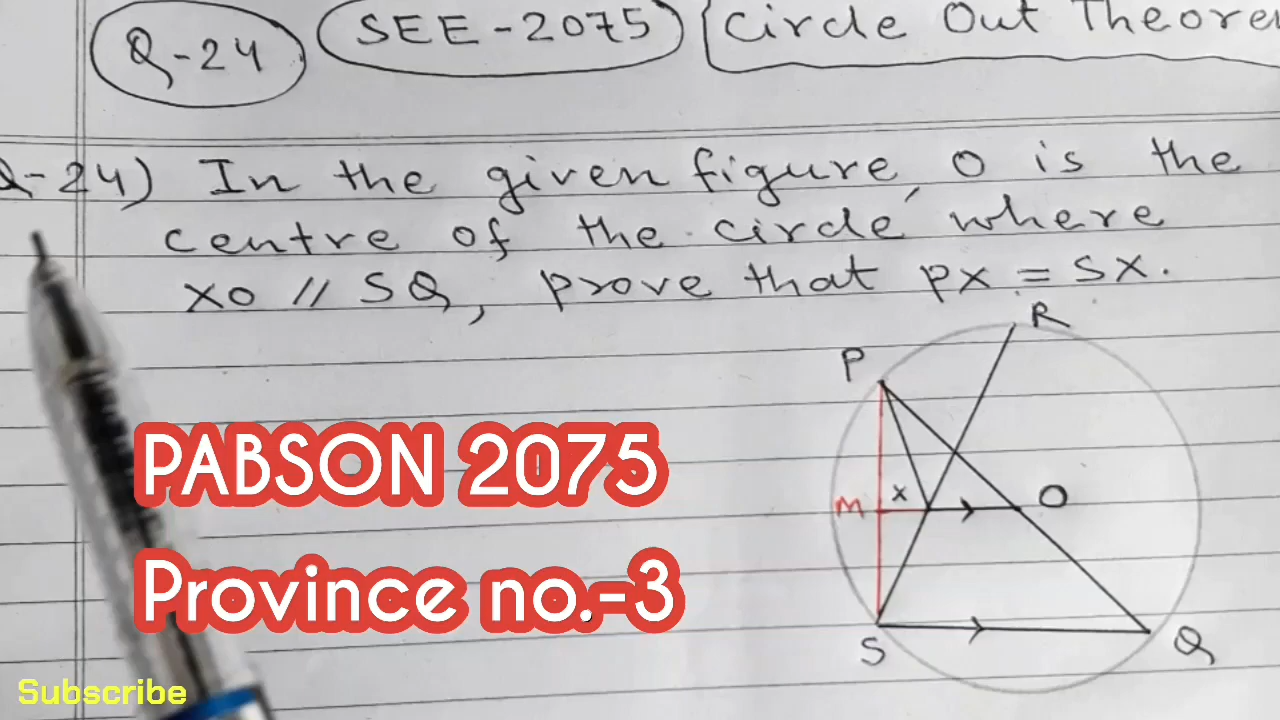 Q-24 SEE-2075 Circle Out Theorem
Q-24) In the given figure, O is the
centre of the circle where
XO // SQ, prove that PX = SX.
R
P
M X O
S Q
PABSON 2075
Province no.-3
Subscribe